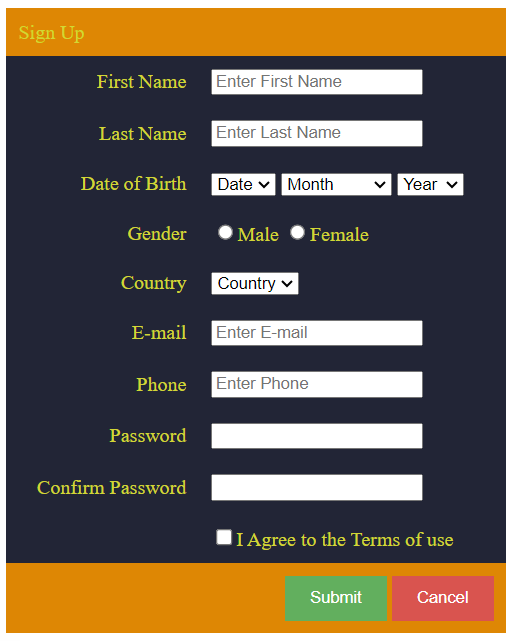 Sign Up
First Name Enter First Name
Last Name Enter Last Name
Date of Birth Date Month Year
Gender Male Female
Country Country
E-mail Enter E-mail
Phone Enter Phone
Password
Confirm Password
I Agree to the Terms of use
Submit Cancel